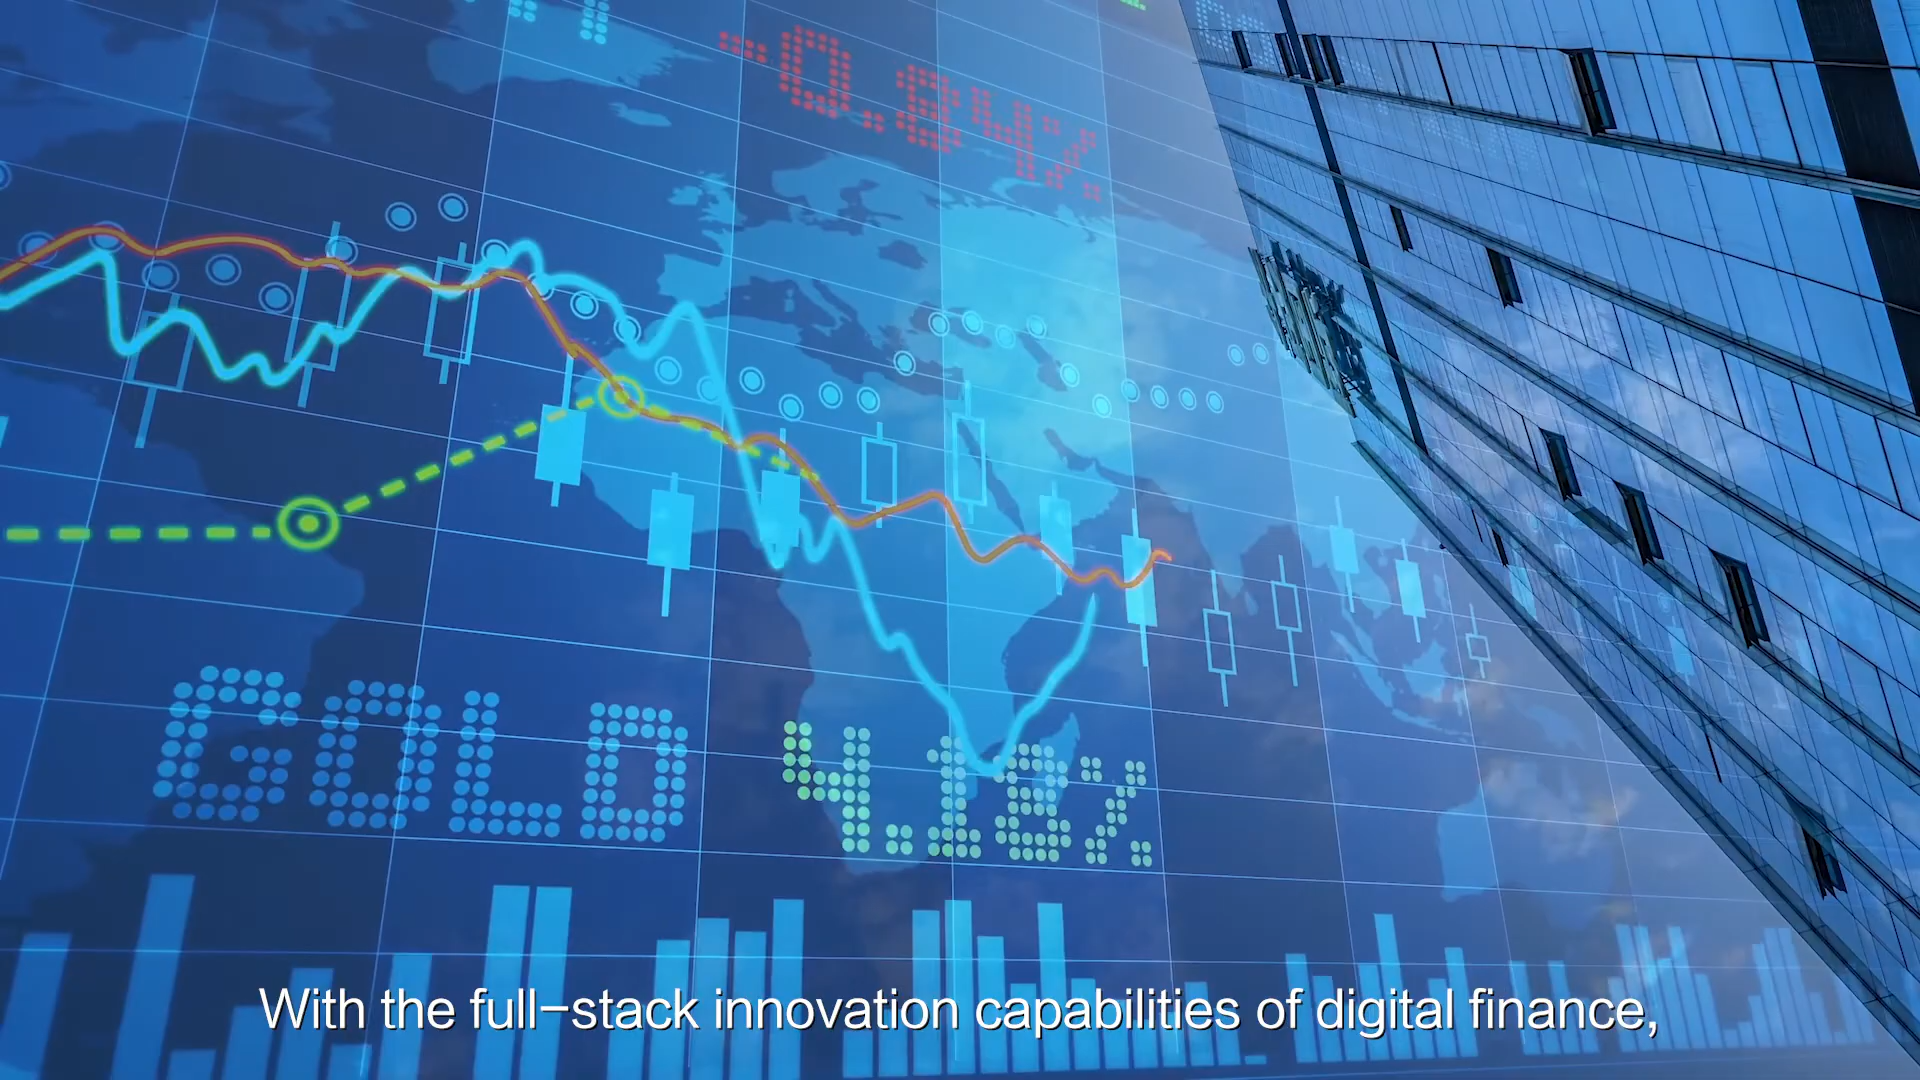 -0.84%
GOLD 4.18%
With the full-stack innovation capabilities of digital finance,